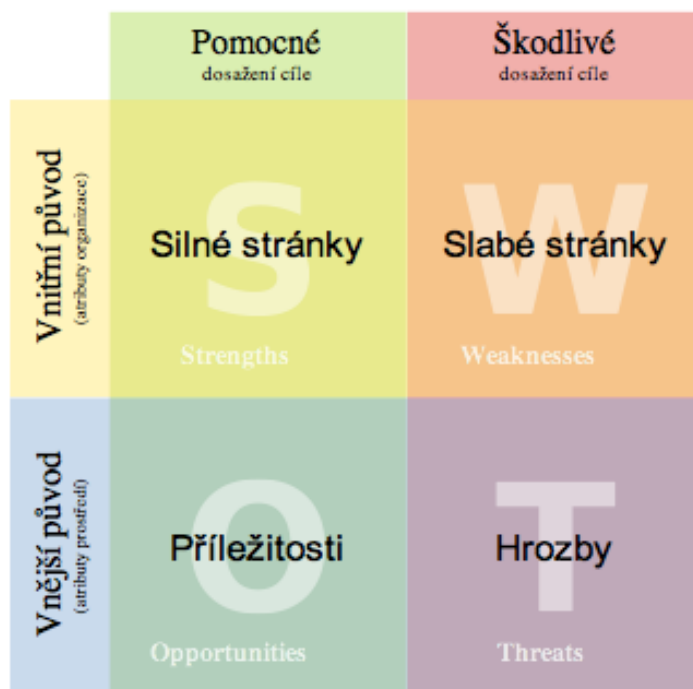 Pomocné
dosažení cíle
Škodlivé
dosažení cíle
Vnitřní původ
(atributy organizace)
S
Silné stránky
Strengths
W
Slabé stránky
Weaknesses
Vnější původ
(atributy prostředí)
O
Příležitosti
Opportunities
T
Hrozby
Threats